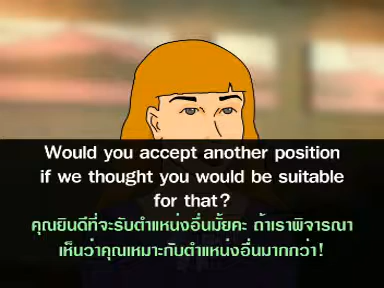 Would you accept another position
if we thought you would be suitable
for that?
คุณยินดีที่จะรับตำแหน่งอื่นมั้ยคะ ถ้าเราพิจารณา
เห็นว่าคุณเหมาะกับตำแหน่งอื่นมากกว่า!